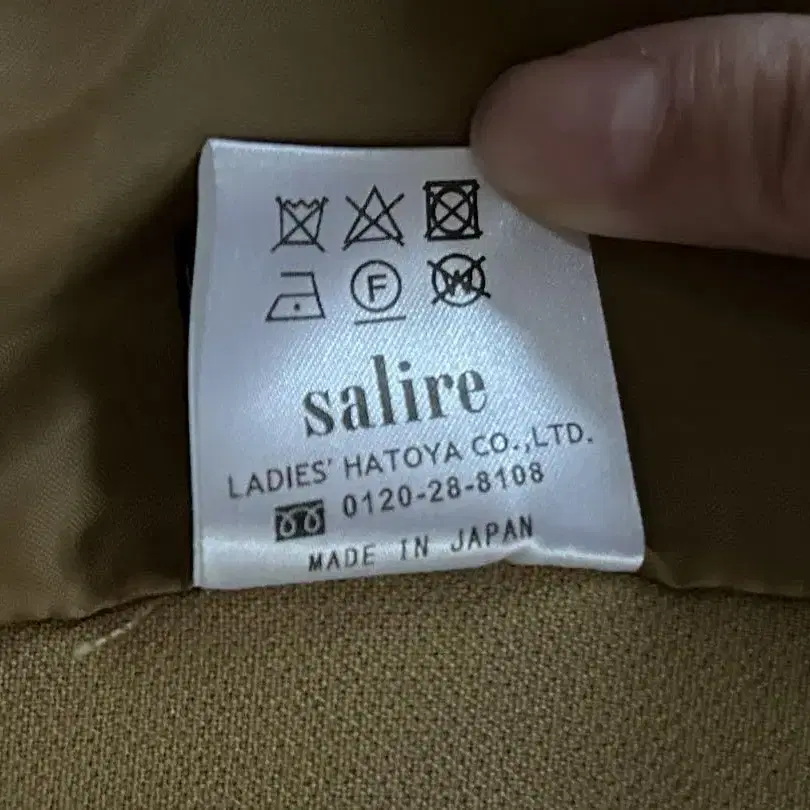 F W
salire
LADIES' HATOYA CO.,LTD.
0120-28-8108
MADE IN JAPAN